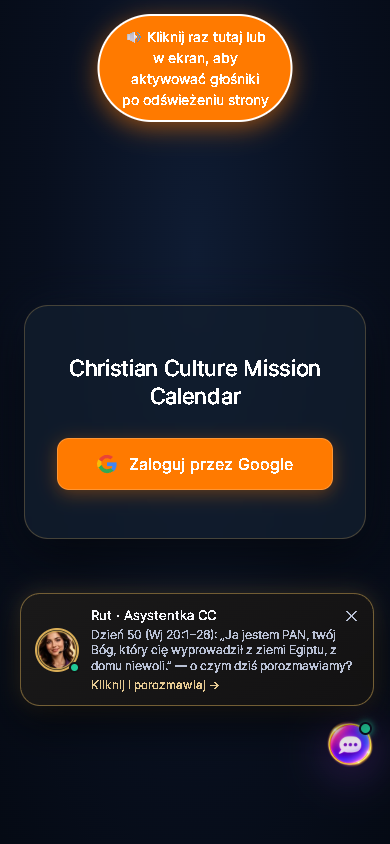 Kliknij raz tutaj lub
w ekran, aby
aktywować głośniki
po odświeżeniu strony
Christian Culture Mission
Calendar
Zaloguj przez Google
Rut · Asystentka CC
Dzień 50 (Wj 20:1–26): „Ja jestem PAN, twój
Bóg, który cię wyprowadził z ziemi Egiptu, z
domu niewoli.” — o czym dziś porozmawiamy?
Kliknij i porozmawiaj →